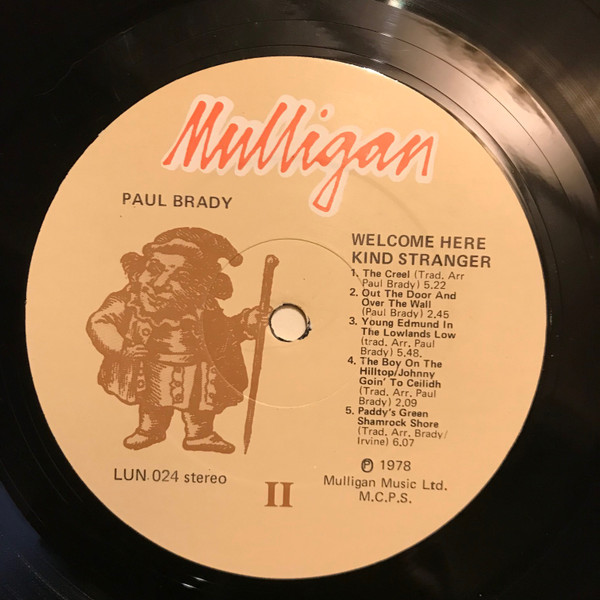 Mulligan
PAUL BRADY
WELCOME HERE
KIND STRANGER
1. The Creel (Trad. Arr
Paul Brady) 5.22
2. Out The Door And
Over The Wall
(Paul Brady) 2.45
3. Young Edmund In
The Lowlands Low
(trad. Arr. Paul
Brady) 5.48.
4. The Boy On The
Hilltop/Johnny
Goin' To Ceilidh
(Trad. Arr. Paul
Brady) 2.09
5. Paddy's Green
Shamrock Shore
(Trad. Arr. Brady/
Irvine) 6.07
LUN 024 stereo
II
℗ 1978
Mulligan Music Ltd.
M.C.P.S.